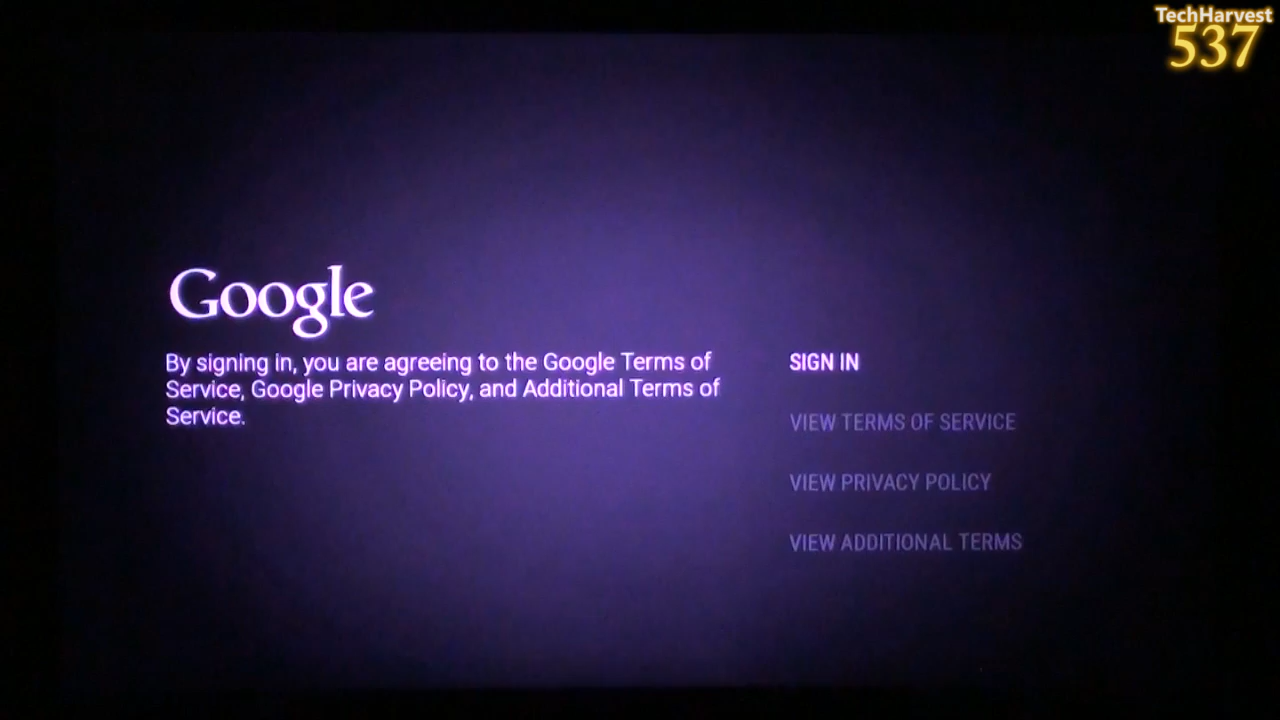 TechHarvest
537
Google
By signing in, you are agreeing to the Google Terms of
Service, Google Privacy Policy, and Additional Terms of
Service.
SIGN IN
VIEW TERMS OF SERVICE
VIEW PRIVACY POLICY
VIEW ADDITIONAL TERMS